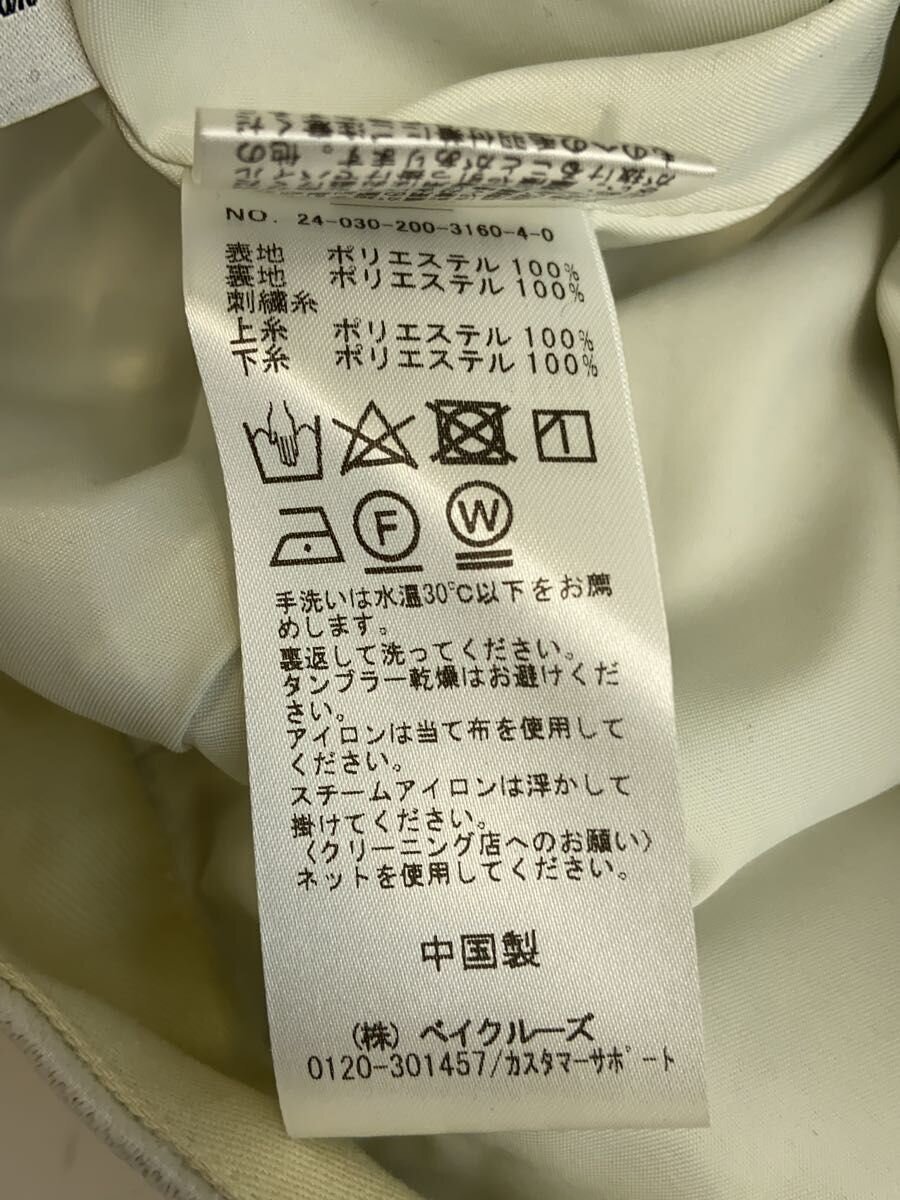 NO. 24-030-200-3160-4-0
表地 ポリエステル 100%
裏地 ポリエステル 100%
刺繍糸
上糸 ポリエステル 100%
下糸 ポリエステル 100%
F
W
手洗いは水温30℃以下をお薦
めします。
裏返して洗ってください。
タンブラー乾燥はお避けくだ
さい。
アイロンは当て布を使用して
ください。
スチームアイロンは浮かして
掛けてください。
〈クリーニング店へのお願い〉
ネットを使用してください。
中国製
(株) ベイクルーズ
0120-301457/カスタマーサポート